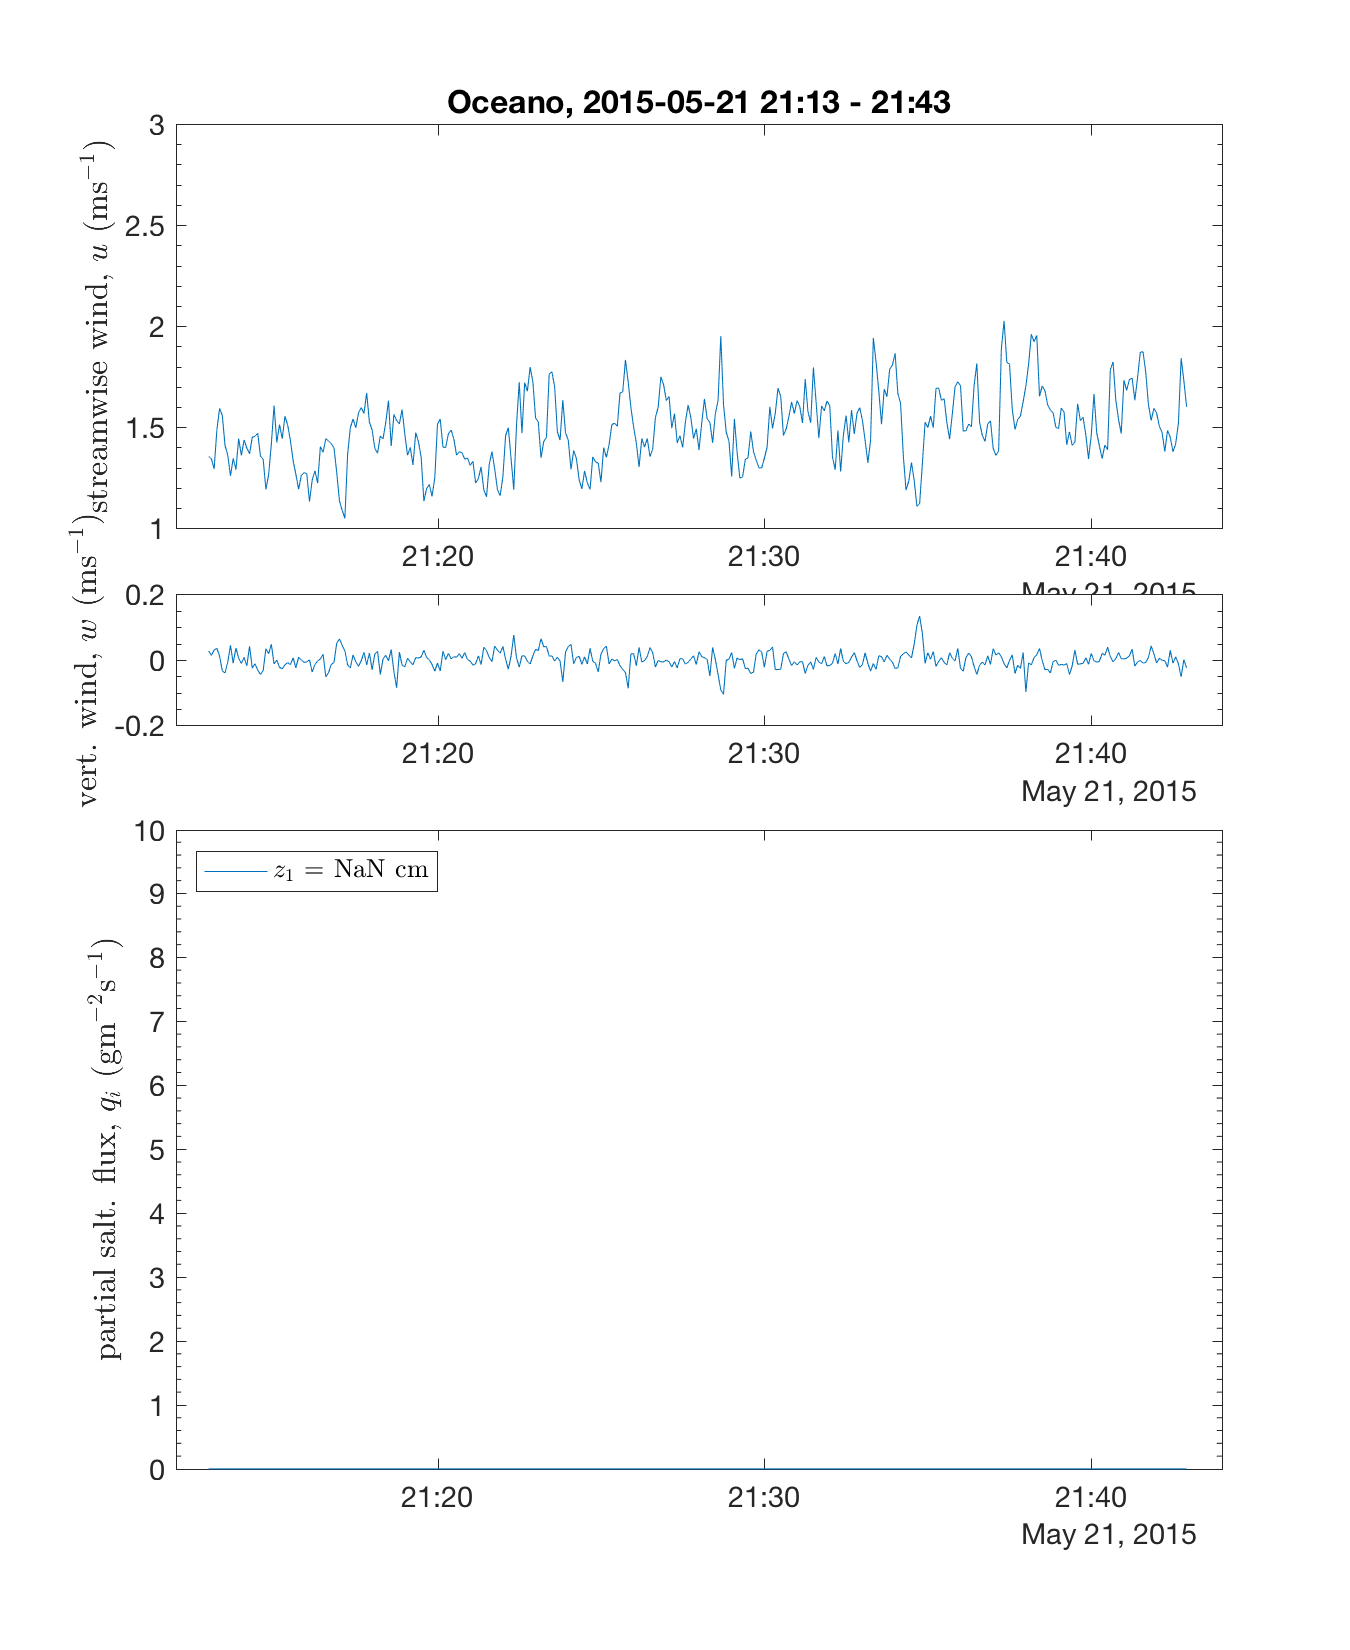 Oceano, 2015-05-21 21:13 - 21:43
streamwise wind, u (ms⁻¹)
3
2.5
2
1.5
1
21:20 21:30 21:40
May 21, 2015
vert. wind, w (ms⁻¹)
0.2
0
-0.2
21:20 21:30 21:40
May 21, 2015
partial salt. flux, qᵢ (gm⁻²s⁻¹)
z₁ = NaN cm
10
9
8
7
6
5
4
3
2
1
0
21:20 21:30 21:40
May 21, 2015